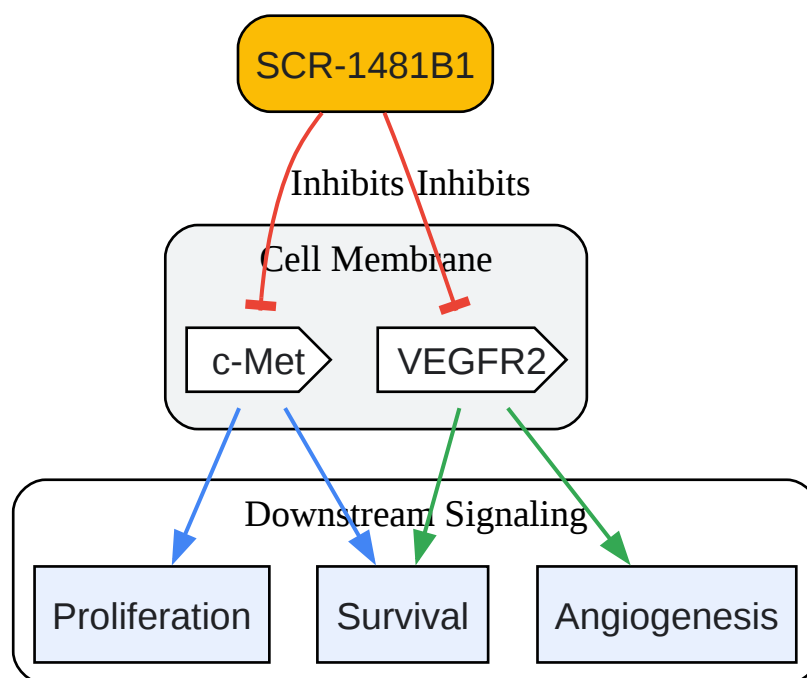 SCR-1481B1
Inhibits Inhibits
Cell Membrane
c-Met VEGFR2
Downstream Signaling
Proliferation Survival Angiogenesis